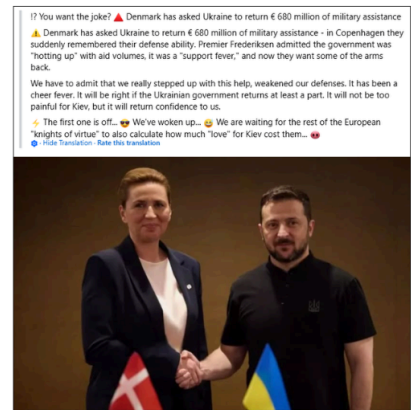 !? You want the joke? 🔺 Denmark has asked Ukraine to return € 680 million of military assistance
⚠️ Denmark has asked Ukraine to return € 680 million of military assistance - in Copenhagen they
suddenly remembered their defense ability. Premier Frederiksen admitted the government was
"hotting up" with aid volumes, it was a "support fever," and now they want some of the arms
back.
We have to admit that we really stepped up with this help, weakened our defenses. It has been a
cheer fever. It will be right if the Ukrainian government returns at least a part. It will not be too
painful for Kiev, but it will return confidence to us.
⚡ The first one is off... 😎 We've woken up... 😄 We are waiting for the rest of the European
"knights of virtue" to also calculate how much "love" for Kiev cost them... 💀
Hide Translation · Rate this translation